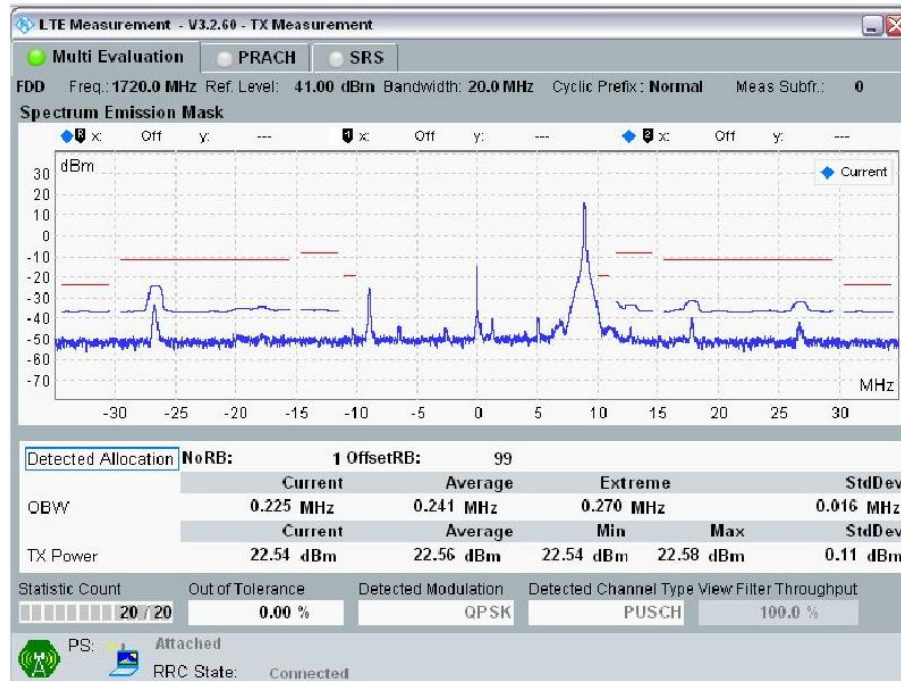 LTE Measurement - V3.2.60 - TX Measurement
Multi Evaluation PRACH SRS
FDD Freq.: 1720.0 MHz Ref. Level: 41.00 dBm Bandwidth: 20.0 MHz Cyclic Prefix: Normal Meas Subfr.: 0
Spectrum Emission Mask
R x: Off y: --- 1 x: Off y: --- 2 x: Off y: ---
dBm
Current
30
20
10
0
-10
-20
-30
-40
-50
-60
-70
MHz
-30 -25 -20 -15 -10 -5 0 5 10 15 20 25 30
Detected Allocation NoRB: 1 OffsetRB: 99
Current Average Extreme StdDev
OBW 0.225 MHz 0.241 MHz 0.270 MHz 0.016 MHz
Current Average Min Max StdDev
TX Power 22.54 dBm 22.56 dBm 22.54 dBm 22.58 dBm 0.11 dBm
Statistic Count Out of Tolerance Detected Modulation Detected Channel Type View Filter Throughput
20 / 20 0.00 % QPSK PUSCH 100.0 %
PS: Attached
RRC State: Connected